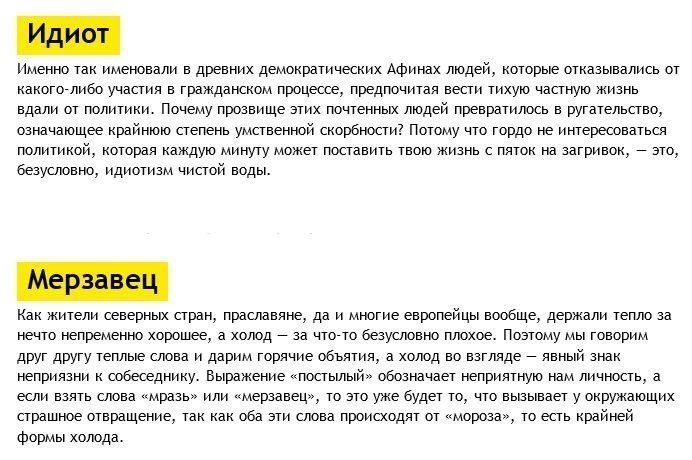 Идиот
Именно так именовали в древних демократических Афинах людей, которые отказывались от
какого-либо участия в гражданском процессе, предпочитая вести тихую частную жизнь
вдали от политики. Почему прозвище этих почтенных людей превратилось в ругательство,
означающее крайнюю степень умственной скорбности? Потому что гордо не интересоваться
политикой, которая каждую минуту может поставить твою жизнь с пяток на загривок, — это,
безусловно, идиотизм чистой воды.
Мерзавец
Как жители северных стран, праславяне, да и многие европейцы вообще, держали тепло за
нечто непременно хорошее, а холод — за что-то безусловно плохое. Поэтому мы говорим
друг другу теплые слова и дарим горячие объятия, а холод во взгляде — явный знак
неприязни к собеседнику. Выражение «постылый» обозначает неприятную нам личность, а
если взять слова «мразь» или «мерзавец», то это уже будет то, что вызывает у окружающих
страшное отвращение, так как оба эти слова происходят от «мороза», то есть крайней
формы холода.